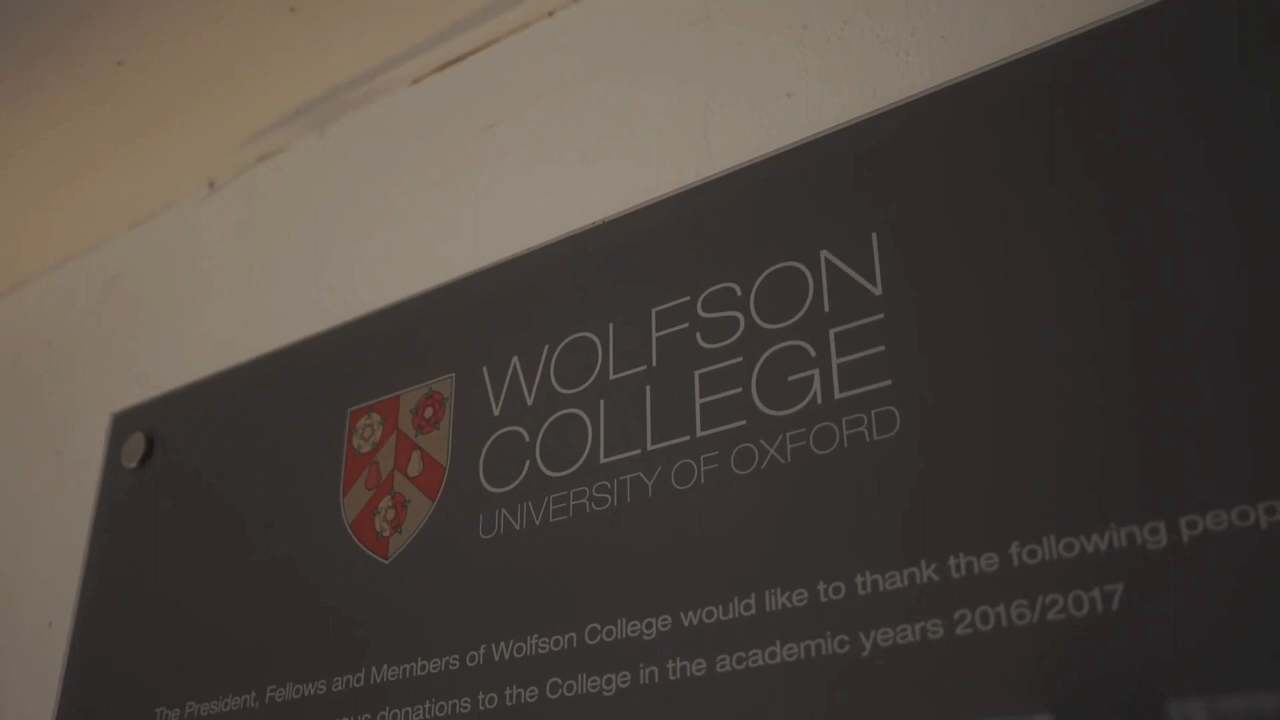 WOLFSON
COLLEGE
UNIVERSITY OF OXFORD
The President, Fellows and Members of Wolfson College would like to thank the following peop
ous donations to the College in the academic years 2016/2017